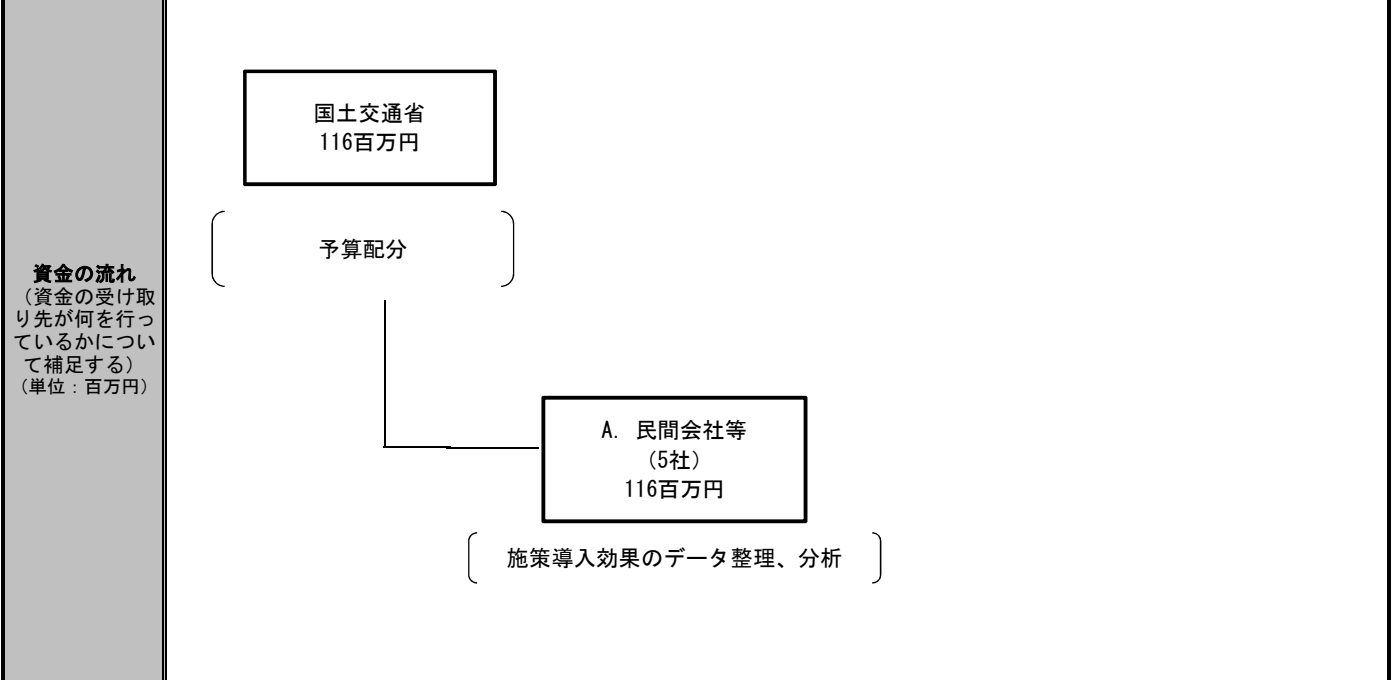 資金の流れ
（資金の受け取
り先が何を行っ
ているかについ
て補足する）
（単位：百万円）
国土交通省
116百万円
予算配分
A. 民間会社等
（5社）
116百万円
施策導入効果のデータ整理、分析